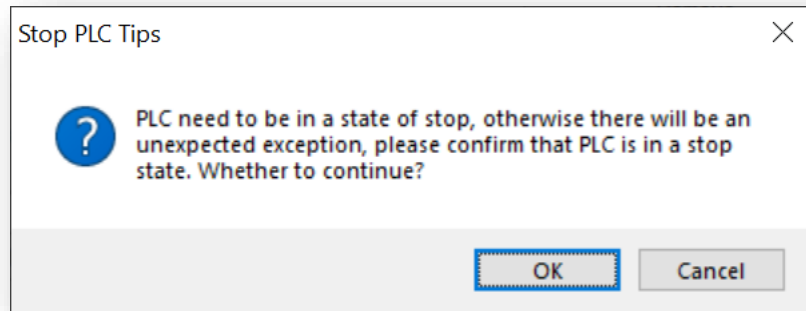 Stop PLC Tips
PLC need to be in a state of stop, otherwise there will be an
unexpected exception, please confirm that PLC is in a stop
state. Whether to continue?
OK
Cancel